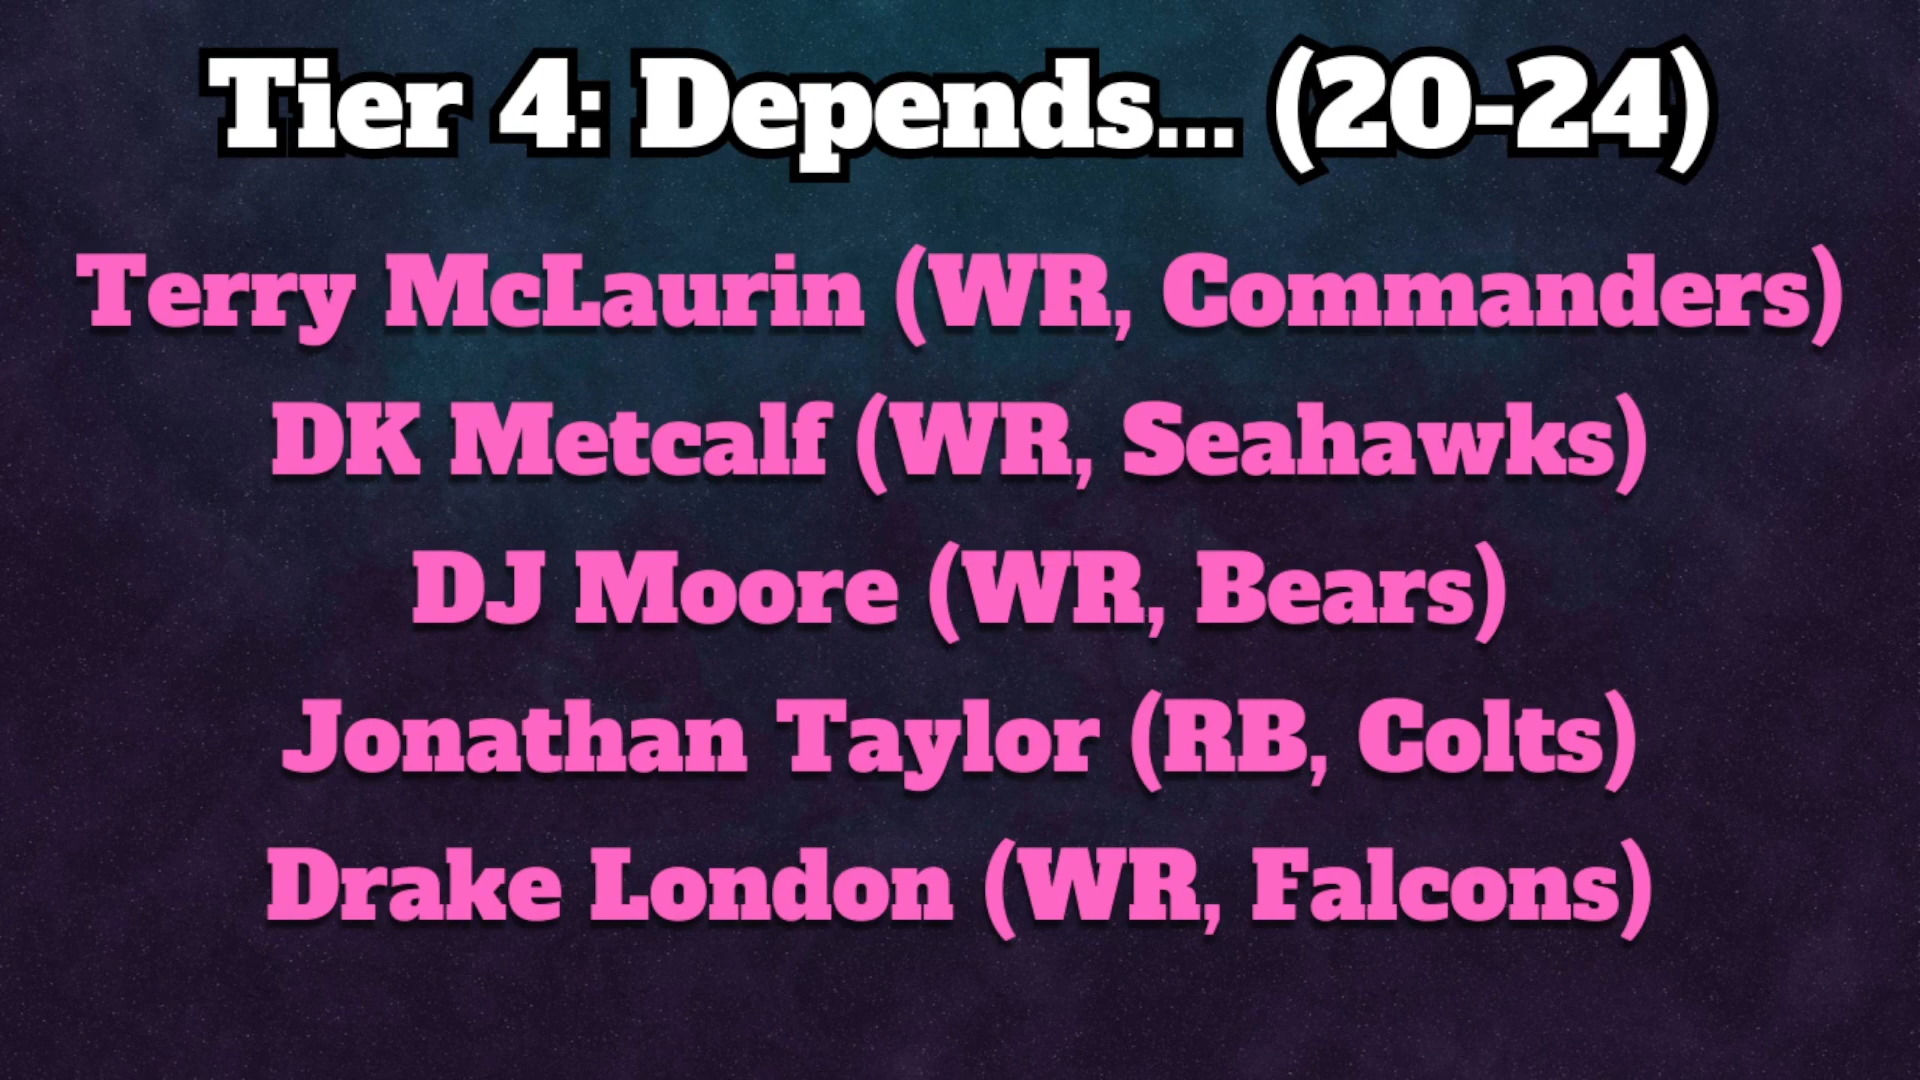 Tier 4: Depends... (20-24)
Terry McLaurin (WR, Commanders)
DK Metcalf (WR, Seahawks)
DJ Moore (WR, Bears)
Jonathan Taylor (RB, Colts)
Drake London (WR, Falcons)